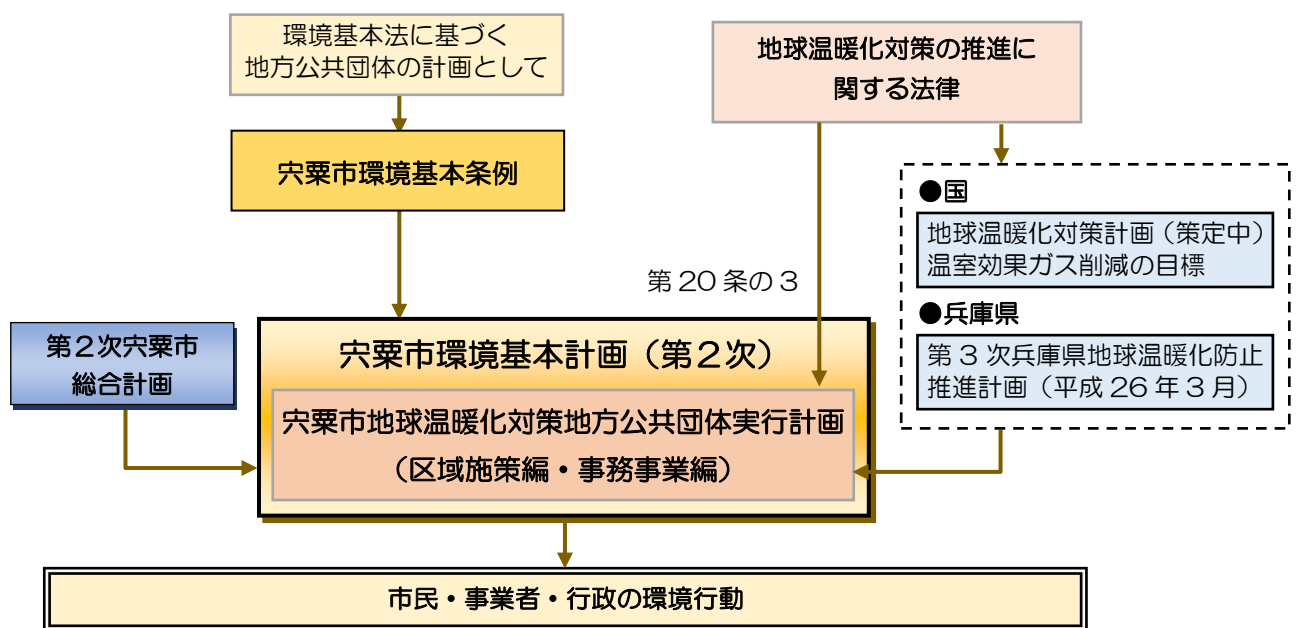 環境基本法に基づく
地方公共団体の計画として
地球温暖化対策の推進に
関する法律
宍粟市環境基本条例
●国
地球温暖化対策計画（策定中）
温室効果ガス削減の目標
第20条の3
●兵庫県
第3次兵庫県地球温暖化防止
推進計画（平成26年3月）
第２次宍粟市
総合計画
宍粟市環境基本計画（第２次）
宍粟市地球温暖化対策地方公共団体実行計画
（区域施策編・事務事業編）
市民・事業者・行政の環境行動